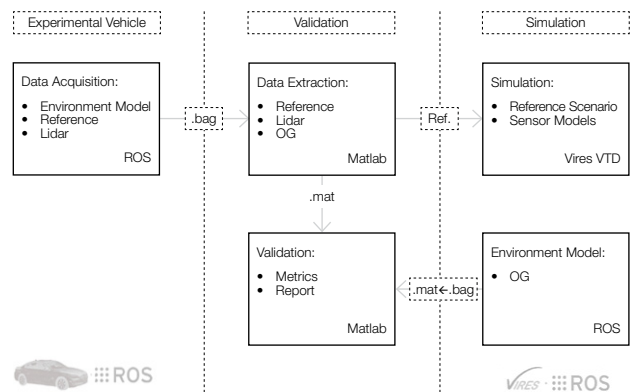 Experimental Vehicle
Validation
Simulation
Data Acquisition:
• Environment Model
• Reference
• Lidar
ROS
.bag
Data Extraction:
• Reference
• Lidar
• OG
Matlab
Ref.
Simulation:
• Reference Scenario
• Sensor Models
Vires VTD
.mat
Validation:
• Metrics
• Report
Matlab
.mat←.bag
Environment Model:
• OG
ROS
ROS
VIRES
ROS